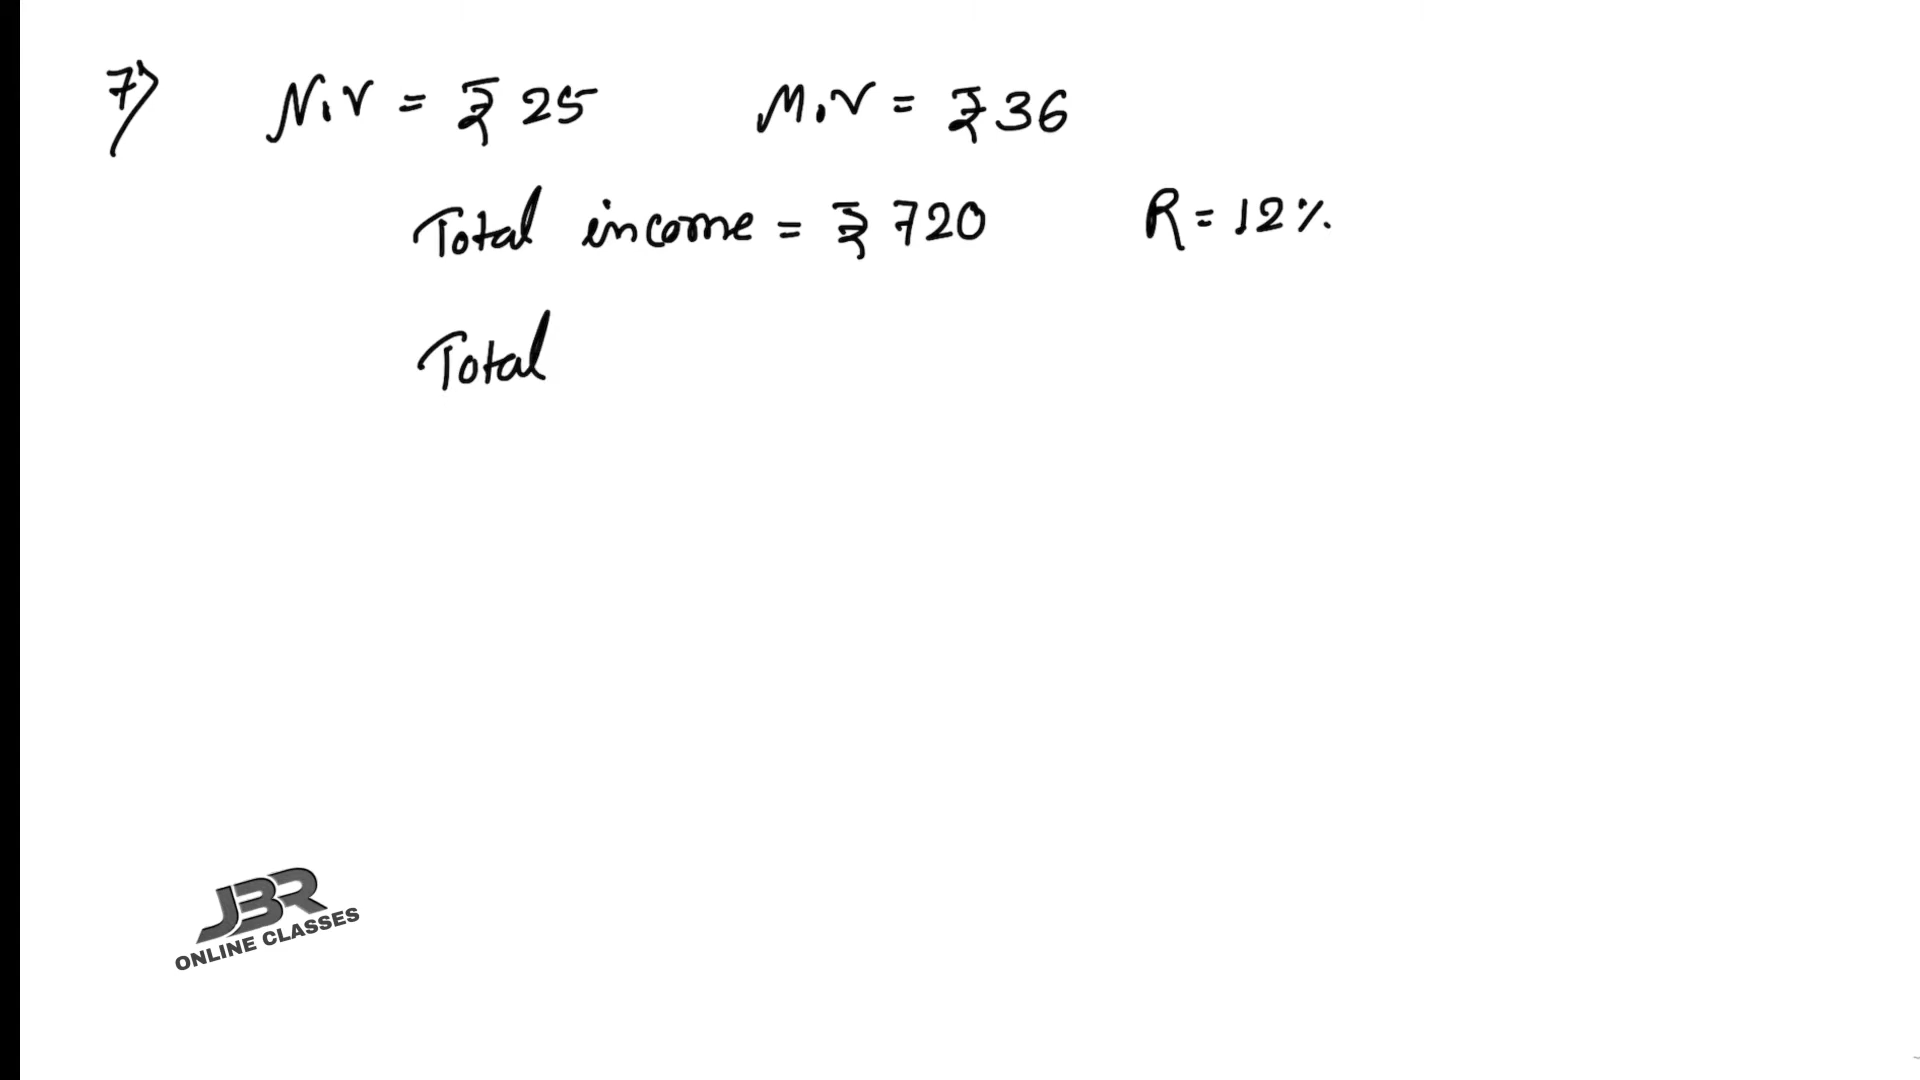 7) N.V = ₹ 25 M.V = ₹ 36
Total income = ₹ 720 R = 12%
Total
JBR
ONLINE CLASSES